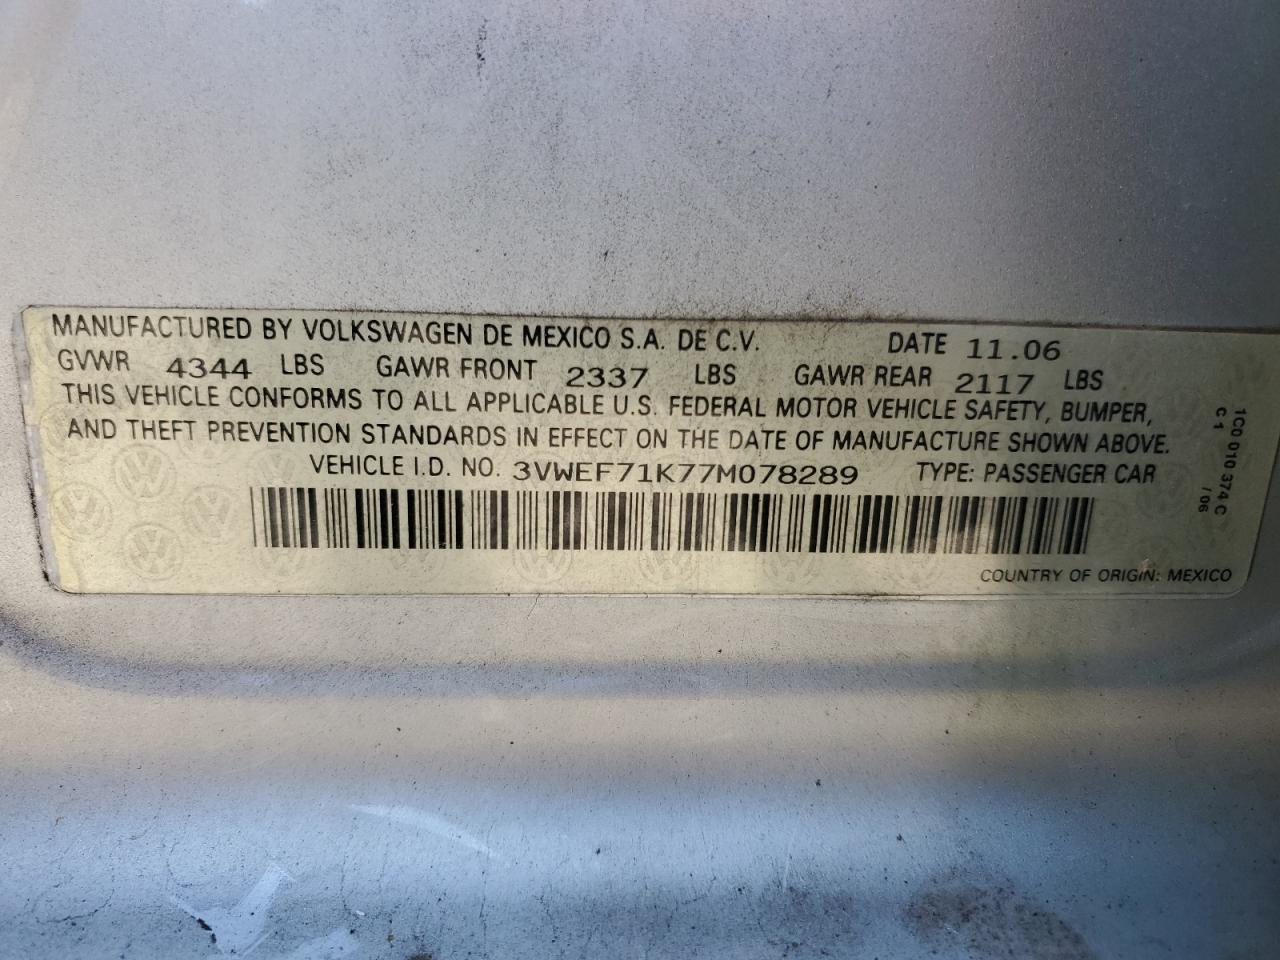 MANUFACTURED BY VOLKSWAGEN DE MEXICO S.A. DE C.V. DATE 11.06
GVWR 4344 LBS GAWR FRONT 2337 LBS GAWR REAR 2117 LBS
THIS VEHICLE CONFORMS TO ALL APPLICABLE U.S. FEDERAL MOTOR VEHICLE SAFETY, BUMPER,
AND THEFT PREVENTION STANDARDS IN EFFECT ON THE DATE OF MANUFACTURE SHOWN ABOVE.
VEHICLE I.D. NO. 3VWEF71K77M078289 TYPE: PASSENGER CAR
COUNTRY OF ORIGIN: MEXICO
1C0 010 374 C
C 1 / 06